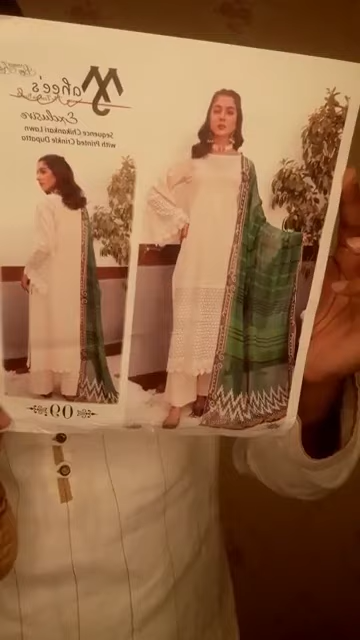 Mahee's
Exclusive
Sequence Chikankari Lawn
with Printed Crinkle Dupatta
09